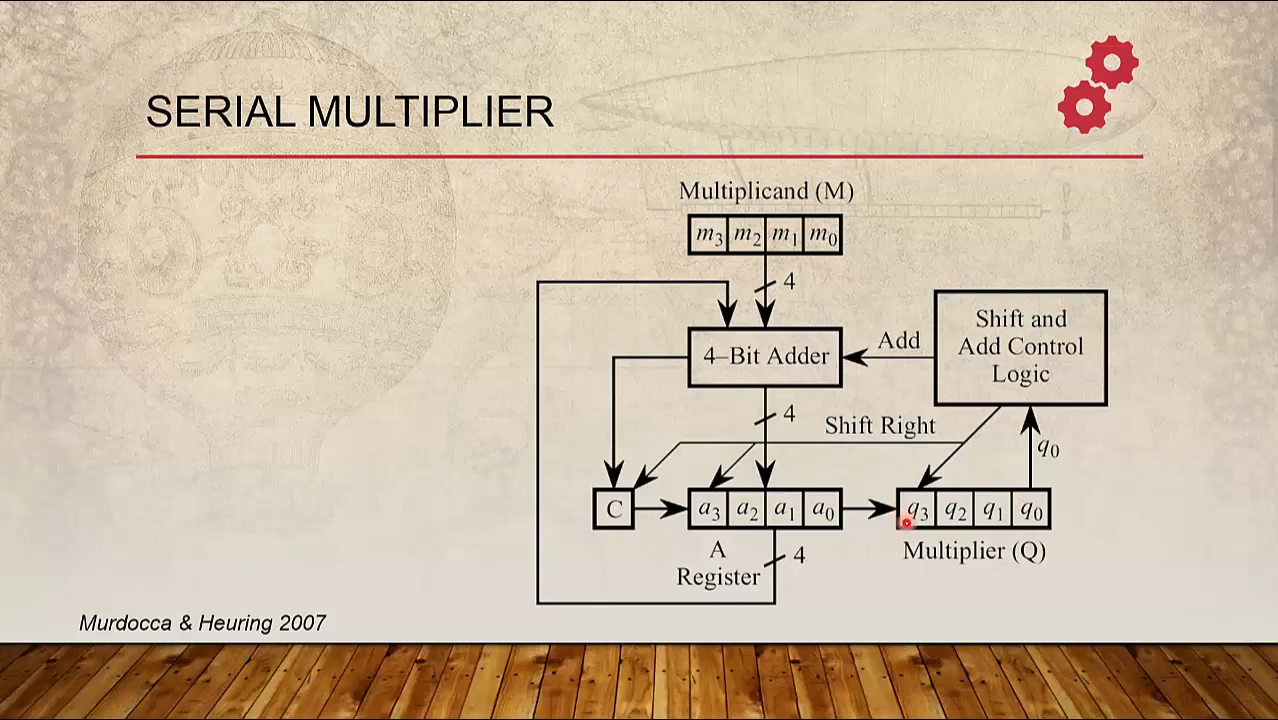 SERIAL MULTIPLIER
Multiplicand (M)
m3 m2 m1 m0
4
4–Bit Adder
Add
Shift and
Add Control
Logic
4
Shift Right
q0
C
a3 a2 a1 a0
q3 q2 q1 q0
A
Register
4
Multiplier (Q)
Murdocca & Heuring 2007